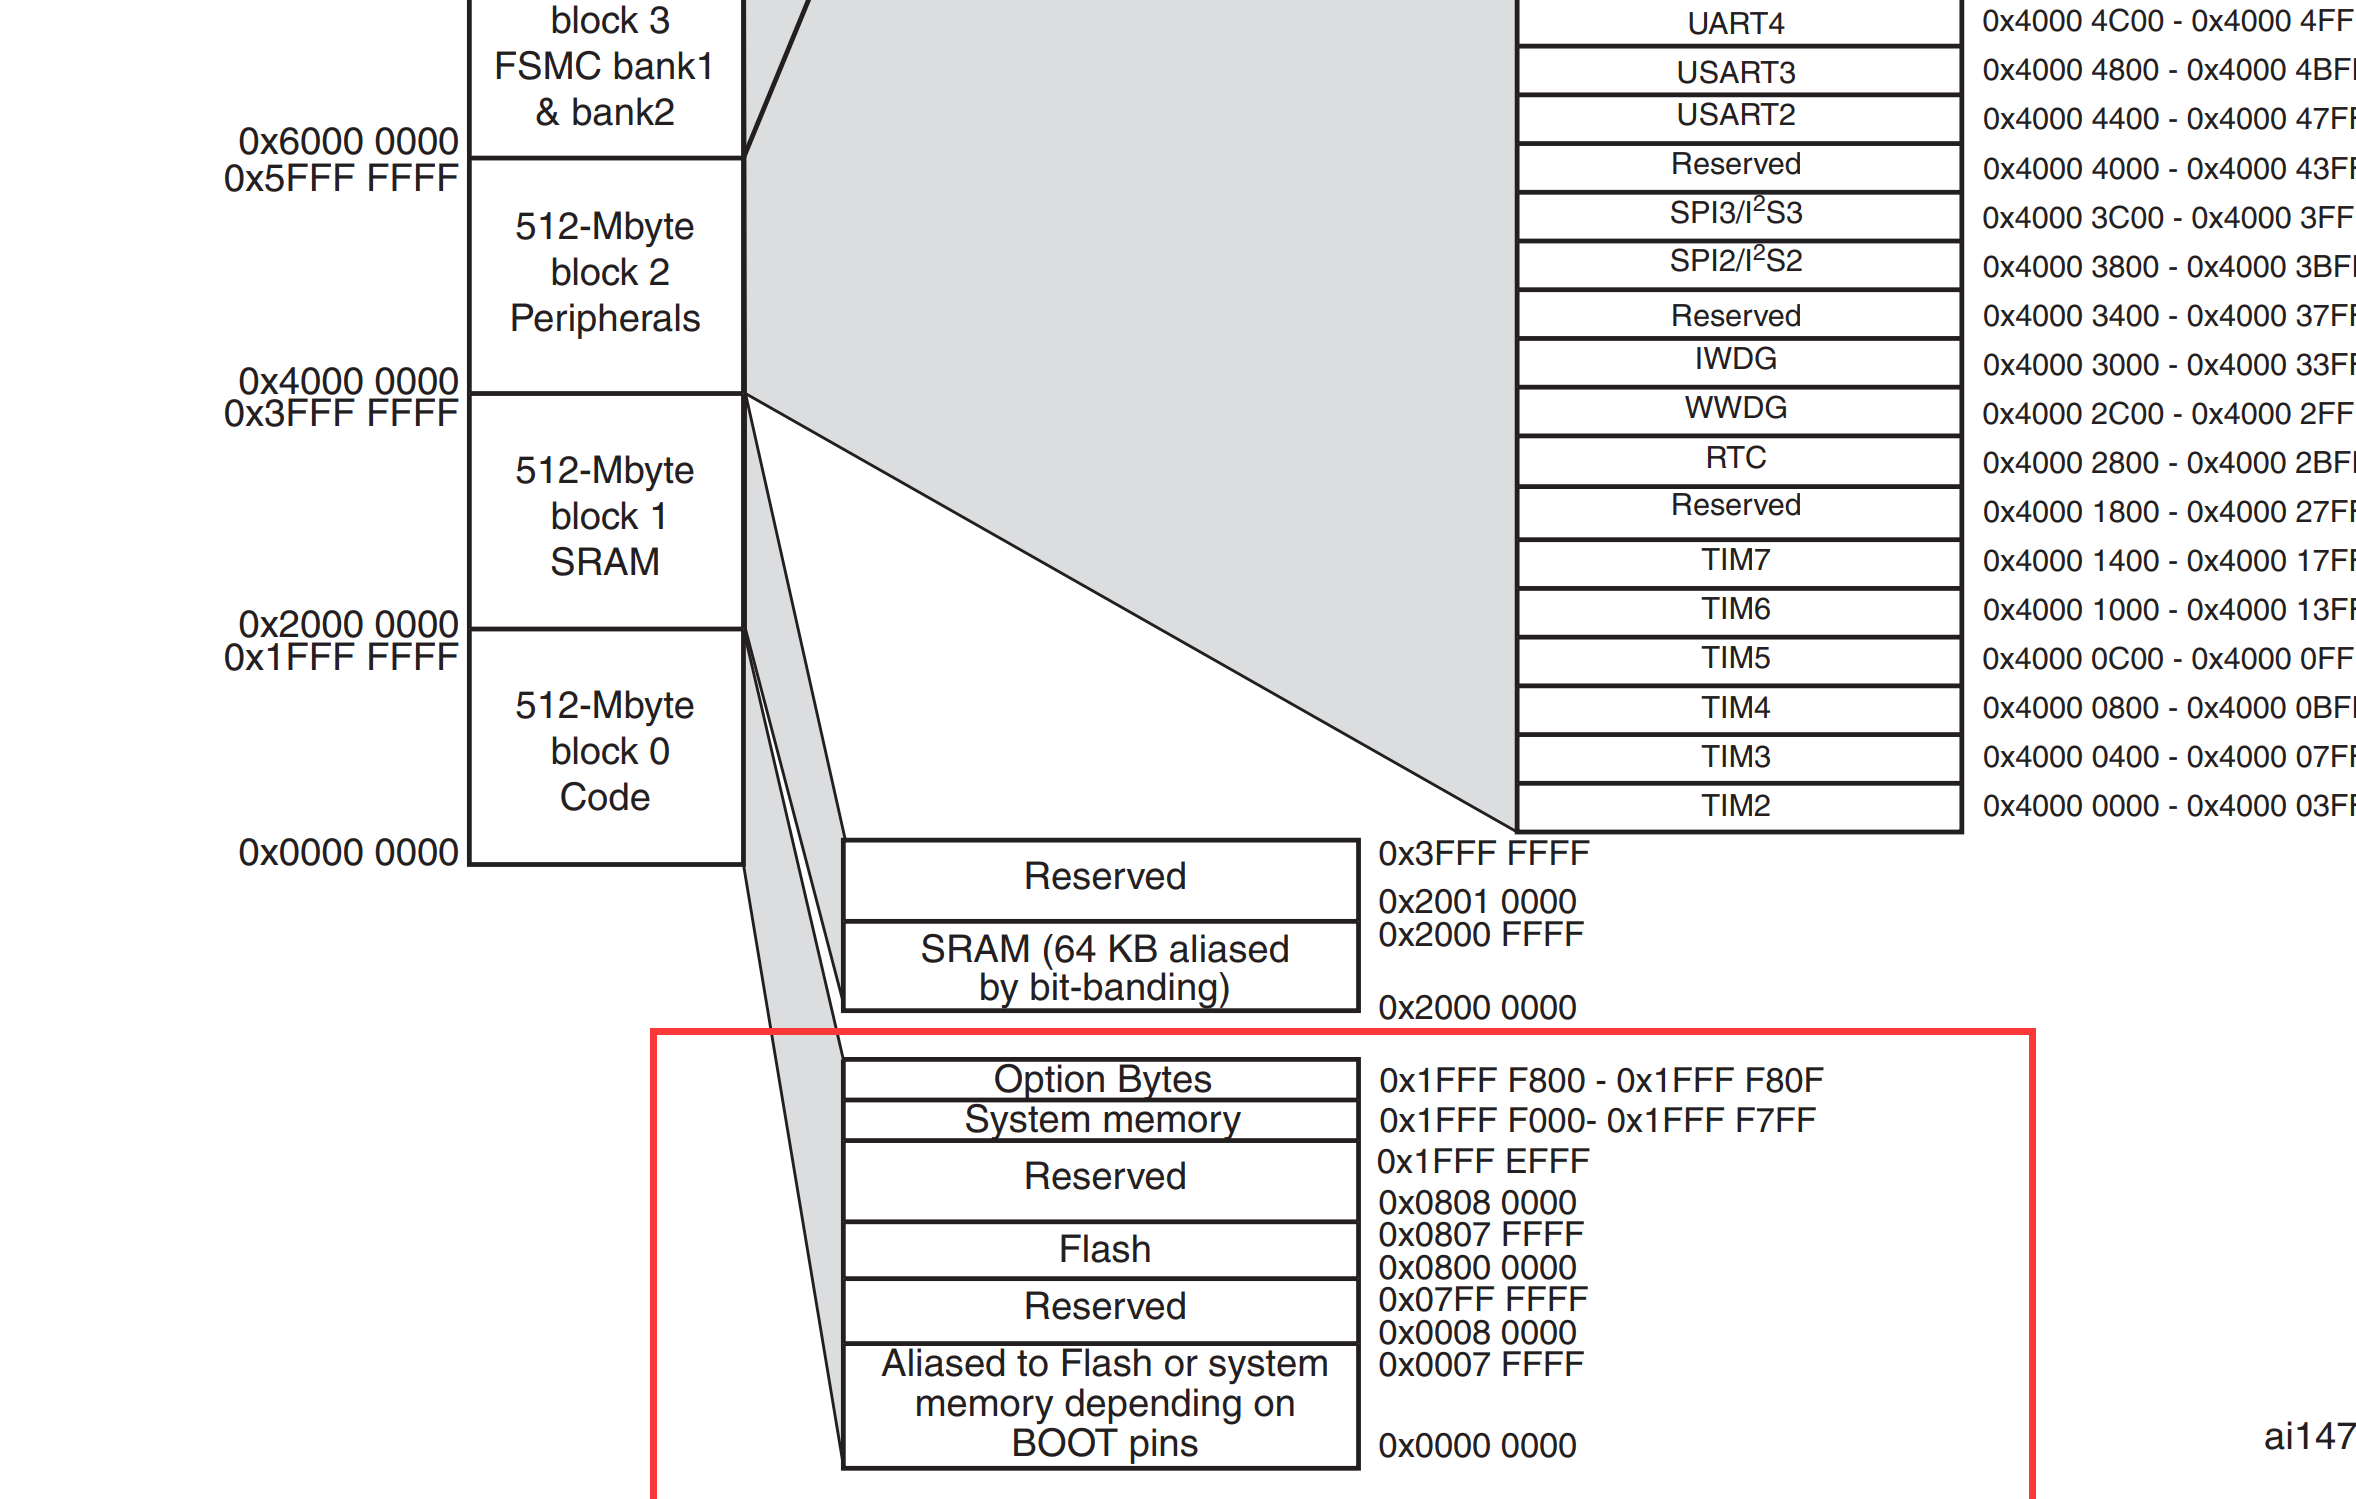 block 3
FSMC bank1
& bank2
0x6000 0000
0x5FFF FFFF
512-Mbyte
block 2
Peripherals
0x4000 0000
0x3FFF FFFF
512-Mbyte
block 1
SRAM
0x2000 0000
0x1FFF FFFF
512-Mbyte
block 0
Code
0x0000 0000
UART4 0x4000 4C00 - 0x4000 4FF
USART3 0x4000 4800 - 0x4000 4BF
USART2 0x4000 4400 - 0x4000 47F
Reserved 0x4000 4000 - 0x4000 43F
SPI3/I²S3 0x4000 3C00 - 0x4000 3FF
SPI2/I²S2 0x4000 3800 - 0x4000 3BF
Reserved 0x4000 3400 - 0x4000 37F
IWDG 0x4000 3000 - 0x4000 33F
WWDG 0x4000 2C00 - 0x4000 2FF
RTC 0x4000 2800 - 0x4000 2BF
Reserved 0x4000 1800 - 0x4000 27F
TIM7 0x4000 1400 - 0x4000 17F
TIM6 0x4000 1000 - 0x4000 13F
TIM5 0x4000 0C00 - 0x4000 0FF
TIM4 0x4000 0800 - 0x4000 0BF
TIM3 0x4000 0400 - 0x4000 07F
TIM2 0x4000 0000 - 0x4000 03F
Reserved
0x3FFF FFFF
0x2001 0000
SRAM (64 KB aliased
by bit-banding)
0x2000 FFFF
0x2000 0000
Option Bytes 0x1FFF F800 - 0x1FFF F80F
System memory 0x1FFF F000- 0x1FFF F7FF
Reserved
0x1FFF EFFF
0x0808 0000
Flash
0x0807 FFFF
0x0800 0000
Reserved
0x07FF FFFF
0x0008 0000
Aliased to Flash or system
memory depending on
BOOT pins
0x0007 FFFF
0x0000 0000
ai147